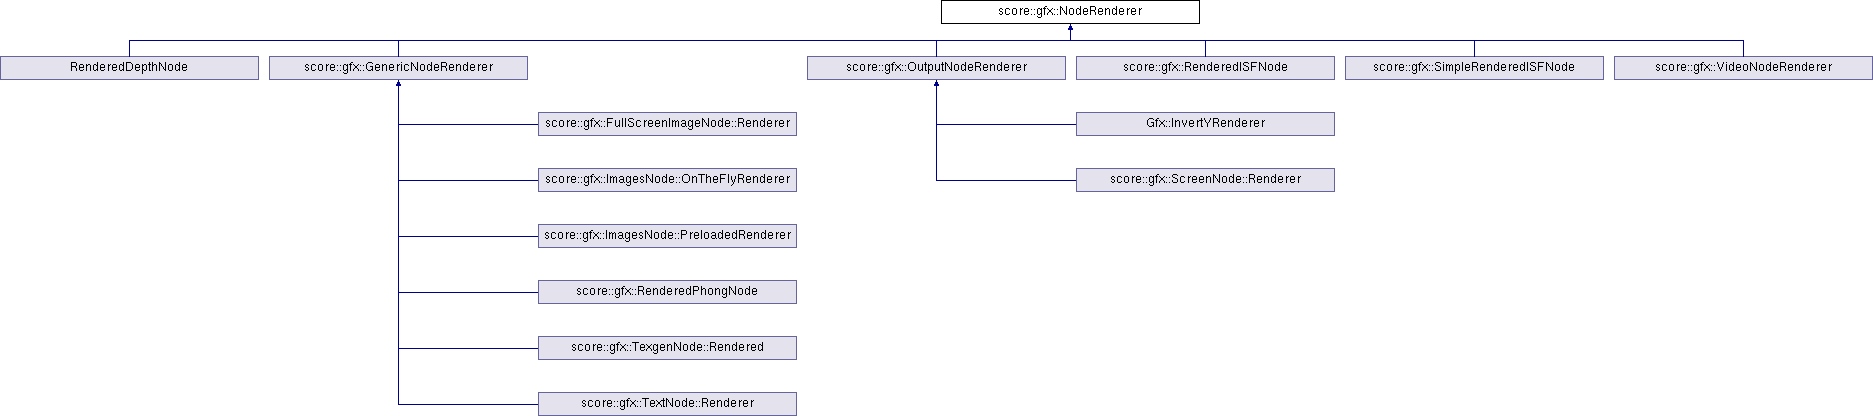 score::gfx::NodeRenderer
RenderedDepthNode
score::gfx::GenericNodeRenderer
score::gfx::OutputNodeRenderer
score::gfx::RenderedISFNode
score::gfx::SimpleRenderedISFNode
score::gfx::VideoNodeRenderer
score::gfx::FullScreenImageNode::Renderer
Gfx::InvertYRenderer
score::gfx::ImagesNode::OnTheFlyRenderer
score::gfx::ScreenNode::Renderer
score::gfx::ImagesNode::PreloadedRenderer
score::gfx::RenderedPhongNode
score::gfx::TexgenNode::Rendered
score::gfx::TextNode::Renderer